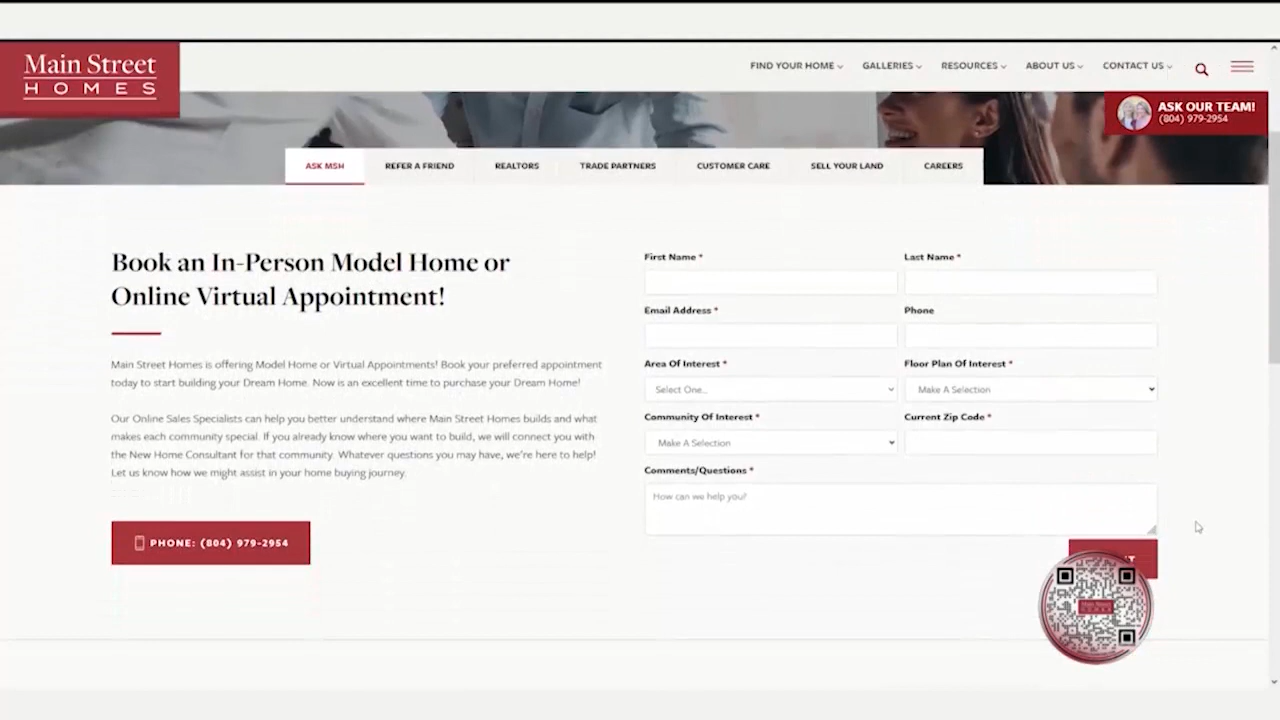 Main Street
HOMES
FIND YOUR HOME
GALLERIES
RESOURCES
ABOUT US
CONTACT US
ASK OUR TEAM!
(804) 979-2954
ASK MSH
REFER A FRIEND
REALTORS
TRADE PARTNERS
CUSTOMER CARE
SELL YOUR LAND
CAREERS
Book an In-Person Model Home or
Online Virtual Appointment!
Main Street Homes is offering Model Home or Virtual Appointments! Book your preferred appointment
today to start building your Dream Home. Now is an excellent time to purchase your Dream Home!
Our Online Sales Specialists can help you better understand where Main Street Homes builds and what
makes each community special. If you already know where you want to build, we will connect you with
the New Home Consultant for that community. Whatever questions you may have, we're here to help!
Let us know how we might assist in your home buying journey.
PHONE: (804) 979-2954
First Name *
Last Name *
Email Address *
Phone
Area Of Interest *
Floor Plan Of Interest *
Select One...
Make A Selection
Community Of Interest *
Current Zip Code *
Make A Selection
Comments/Questions *
How can we help you?
Main Street
HOMES